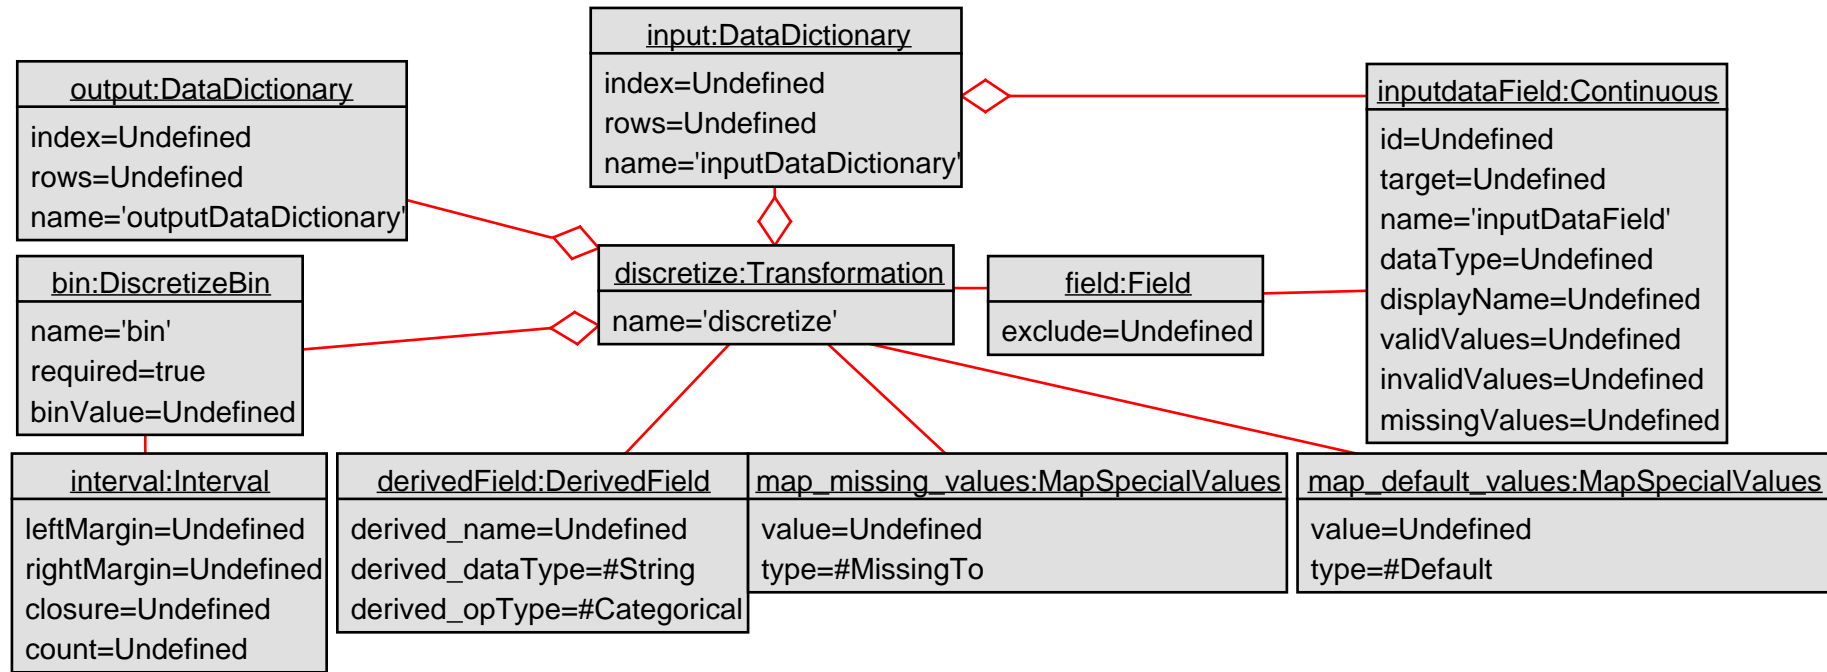 input:DataDictionary
index=Undefined
rows=Undefined
name='inputDataDictionary'
output:DataDictionary
index=Undefined
rows=Undefined
name='outputDataDictionary'
inputdataField:Continuous
id=Undefined
target=Undefined
name='inputDataField'
dataType=Undefined
displayName=Undefined
validValues=Undefined
invalidValues=Undefined
missingValues=Undefined
discretize:Transformation
name='discretize'
field:Field
exclude=Undefined
bin:DiscretizeBin
name='bin'
required=true
binValue=Undefined
interval:Interval
leftMargin=Undefined
rightMargin=Undefined
closure=Undefined
count=Undefined
derivedField:DerivedField
derived_name=Undefined
derived_dataType=#String
derived_opType=#Categorical
map_missing_values:MapSpecialValues
value=Undefined
type=#MissingTo
map_default_values:MapSpecialValues
value=Undefined
type=#Default